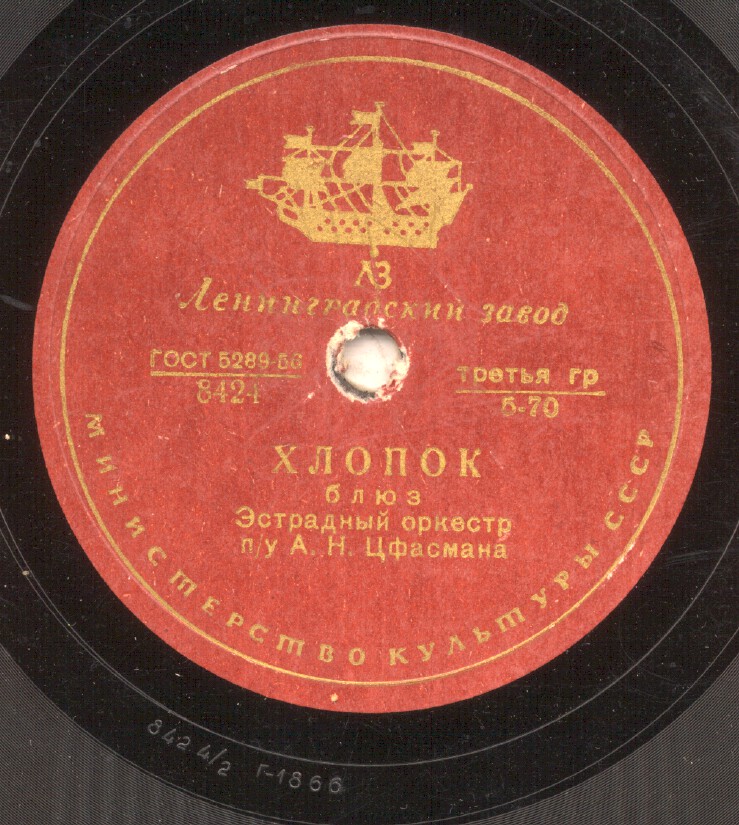 ЛЗ
Ленинградский завод
ГОСТ 5289-56
8424
третья гр
5-70
ХЛОПОК
блюз
Эстрадный оркестр
п/у А. Н. Цфасмана
МИНИСТЕРСТВО КУЛЬТУРЫ СССР
8424/2 Г-1866